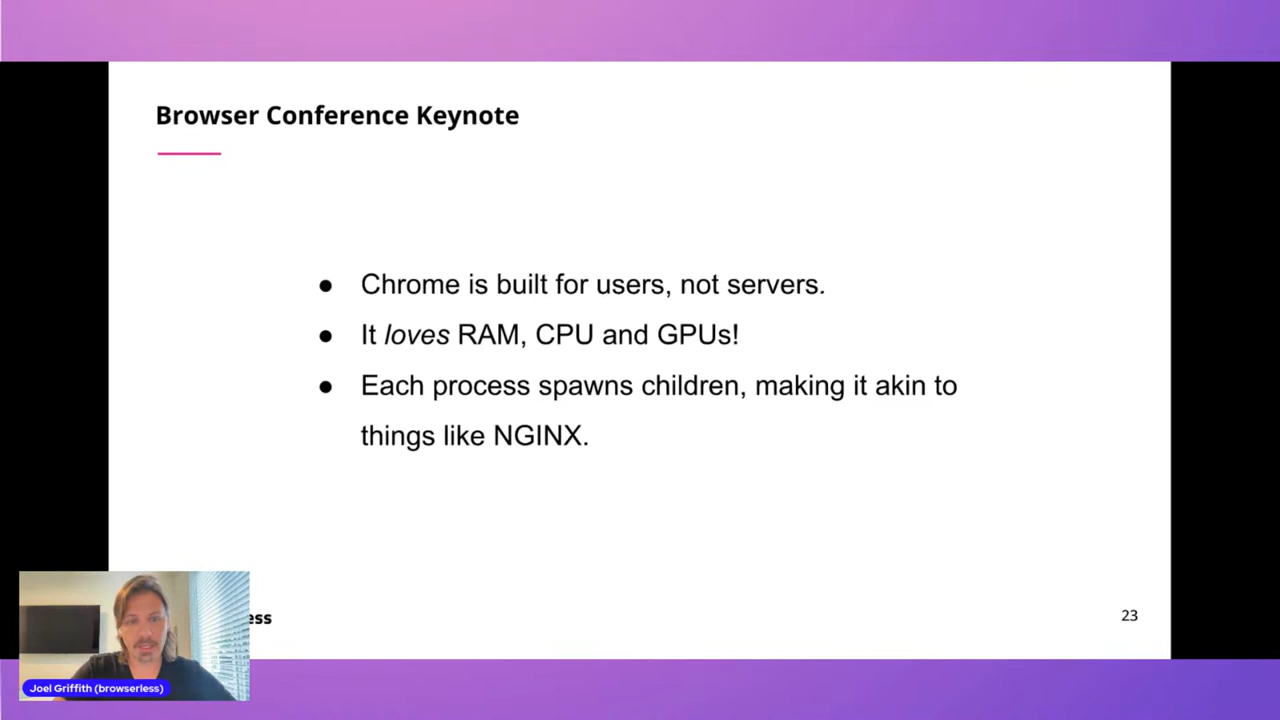 Browser Conference Keynote
● Chrome is built for users, not servers.
● It loves RAM, CPU and GPUs!
● Each process spawns children, making it akin to
things like NGINX.
ess
23
Joel Griffith (browserless)